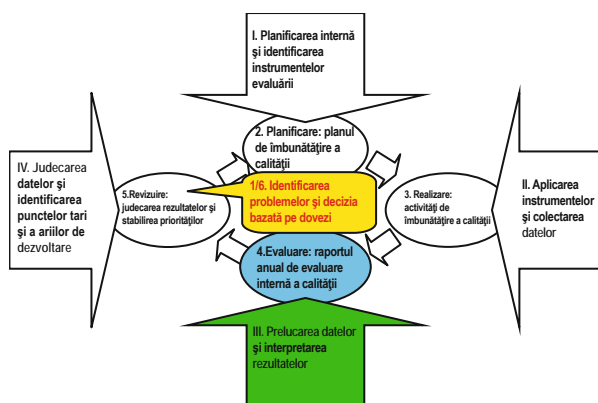 I. Planificarea internă
şi identificarea
instrumentelor
evaluării
2. Planificare: planul
de îmbunătăţire a
calităţii
IV. Judecarea
datelor şi
identificarea
punctelor tari
şi a ariilor de
dezvoltare
5.Revizuire:
judecarea rezultatelor şi
stabilirea priorităţilor
1/6. Identificarea
problemelor şi decizia
bazată pe dovezi
3. Realizare:
activităţi de
îmbunătăţire a calităţii
II. Aplicarea
instrumentelor
şi colectarea
datelor
4.Evaluare: raportul
anual de evaluare
internă a calităţii
III. Prelucarea datelor
şi interpretarea
rezultatelor